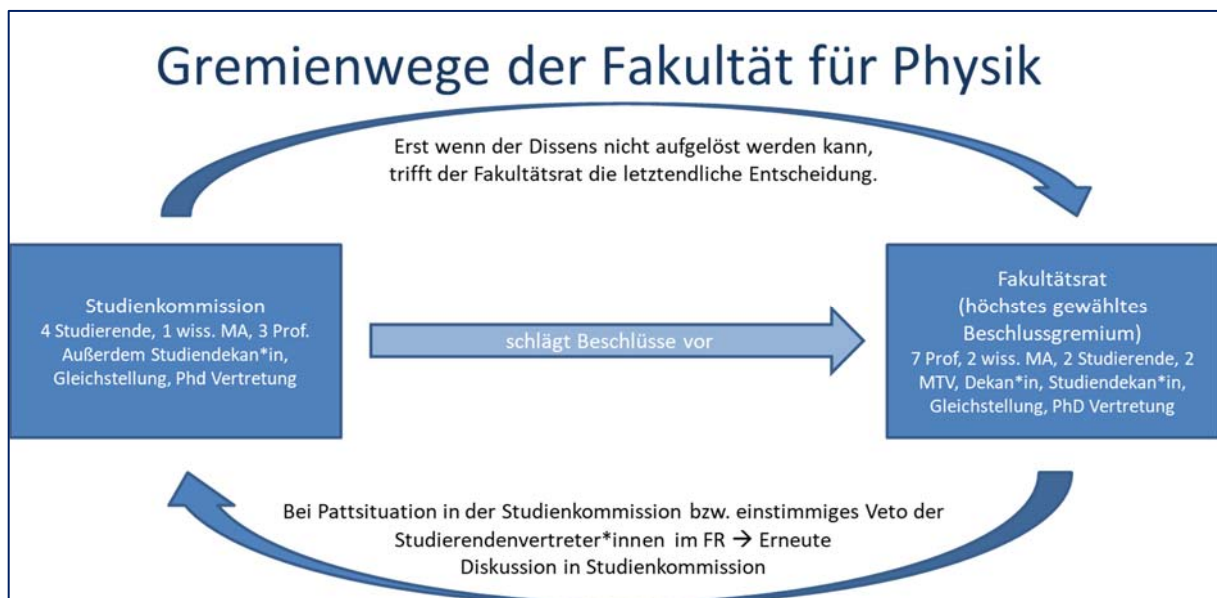 Gremienwege der Fakultät für Physik
Erst wenn der Dissens nicht aufgelöst werden kann,
trifft der Fakultätsrat die letztendliche Entscheidung.
Studienkommission
4 Studierende, 1 wiss. MA, 3 Prof.
Außerdem Studiendekan*in,
Gleichstellung, Phd Vertretung
schlägt Beschlüsse vor
Fakultätsrat
(höchstes gewähltes
Beschlussgremium)
7 Prof, 2 wiss. MA, 2 Studierende, 2
MTV, Dekan*in, Studiendekan*in,
Gleichstellung, PhD Vertretung
Bei Pattsituation in der Studienkommission bzw. einstimmiges Veto der
Studierendenvertreter*innen im FR → Erneute
Diskussion in Studienkommission